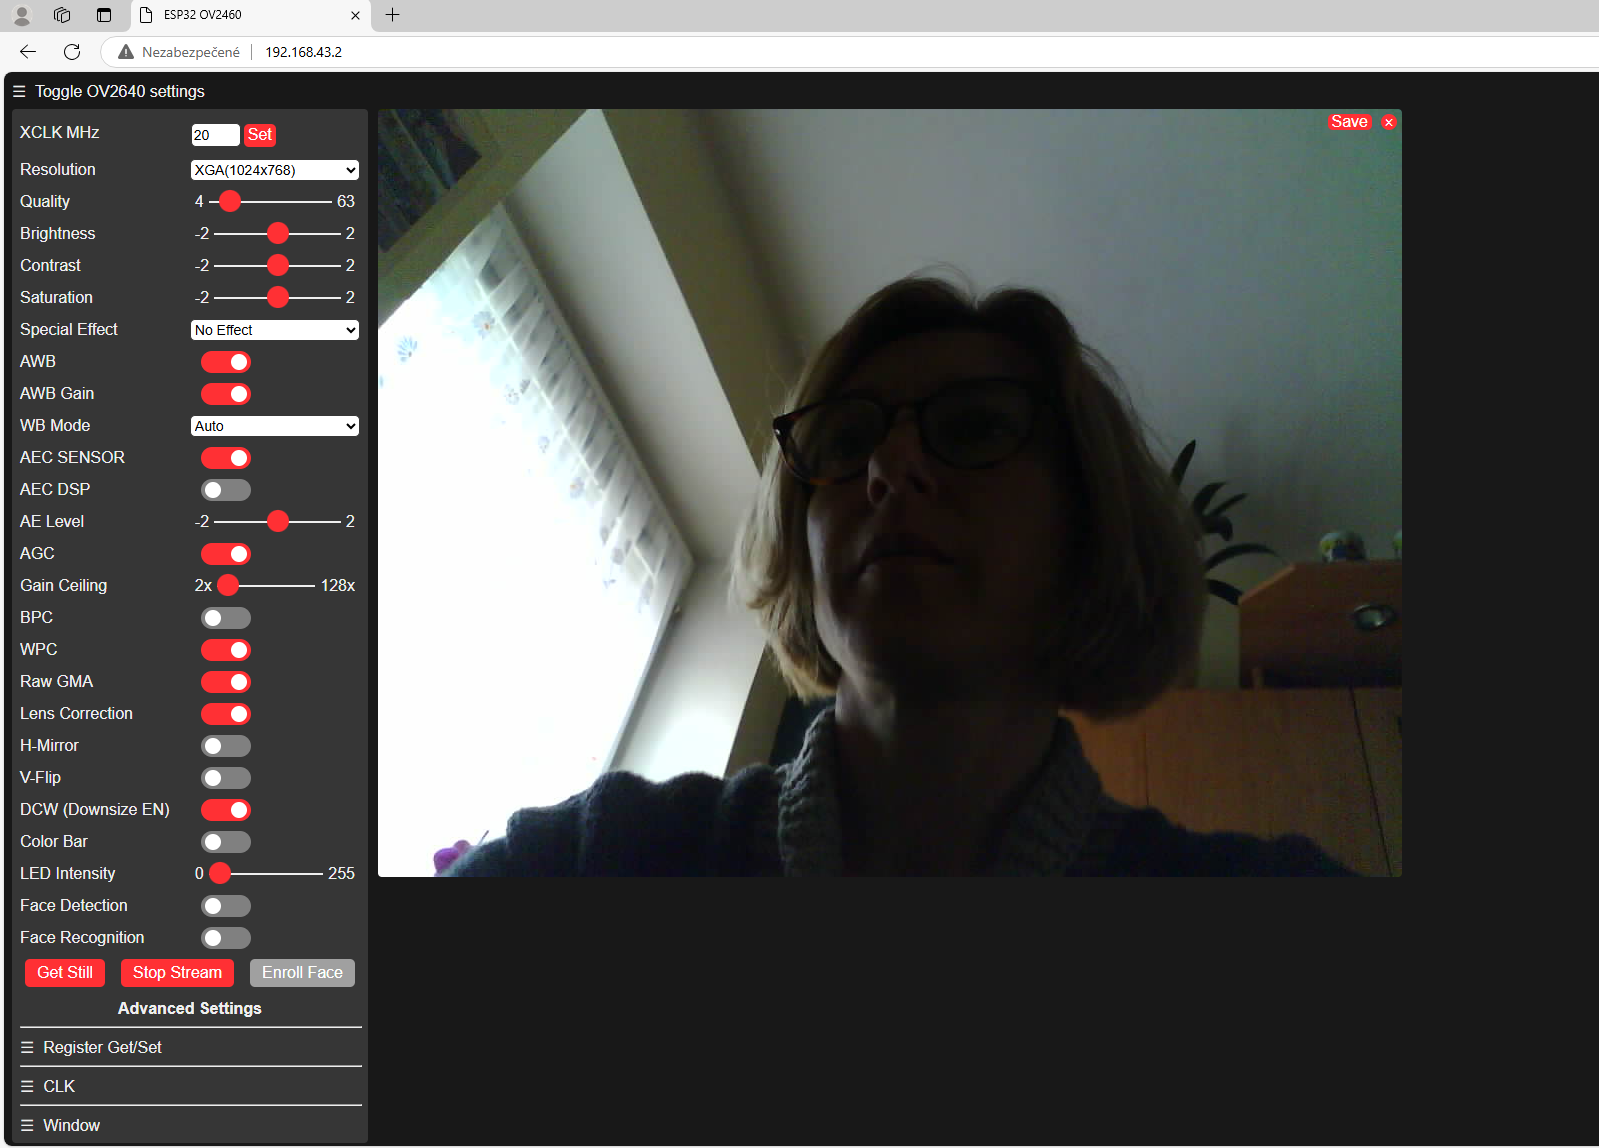 ESP32 OV2460
Nezabezpečené 192.168.43.2
Toggle OV2640 settings
XCLK MHz 20 Set
Resolution XGA(1024x768)
Quality 4 63
Brightness -2 2
Contrast -2 2
Saturation -2 2
Special Effect No Effect
AWB
AWB Gain
WB Mode Auto
AEC SENSOR
AEC DSP
AE Level -2 2
AGC
Gain Ceiling 2x 128x
BPC
WPC
Raw GMA
Lens Correction
H-Mirror
V-Flip
DCW (Downsize EN)
Color Bar
LED Intensity 0 255
Face Detection
Face Recognition
Get Still Stop Stream Enroll Face
Advanced Settings
Register Get/Set
CLK
Window
Save